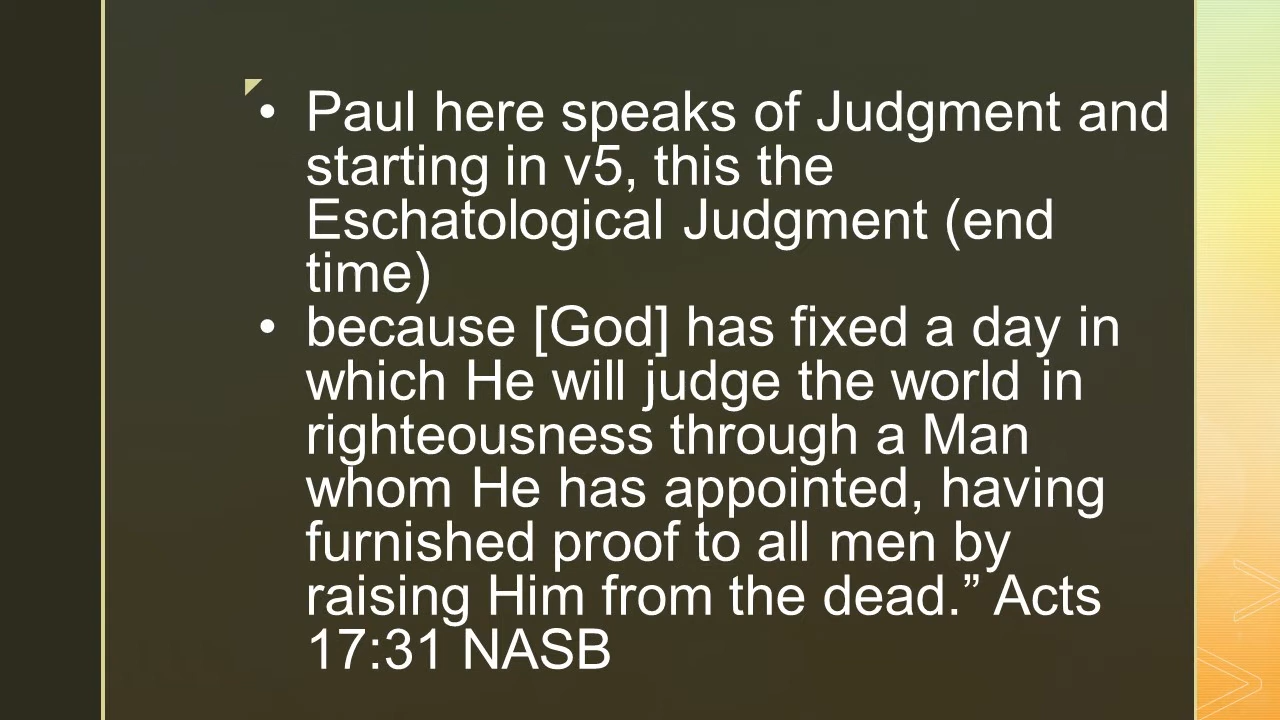 • Paul here speaks of Judgment and
starting in v5, this the
Eschatological Judgment (end
time)
• because [God] has fixed a day in
which He will judge the world in
righteousness through a Man
whom He has appointed, having
furnished proof to all men by
raising Him from the dead.” Acts
17:31 NASB